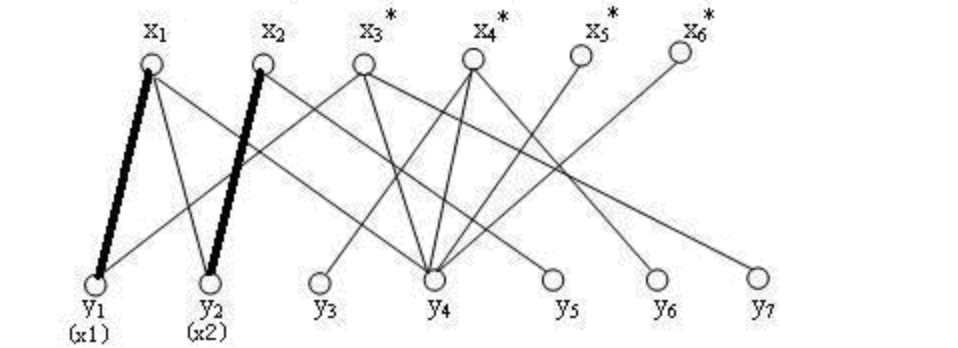 x₁ x₂ x₃* x₄* x₅* x₆*
y₁ y₂ y₃ y₄ y₅ y₆ y₇
(x1) (x2)